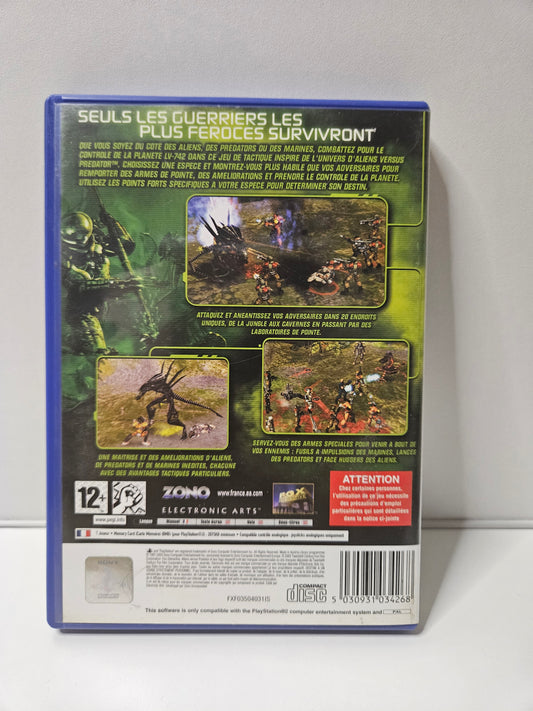 SEULS LES GUERRIERS LES
PLUS FEROCES SURVIVRONT
QUE VOUS SOYEZ DU COTE DES ALIENS, DES PREDATORS OU DES MARINES, COMBATTEZ POUR LE
CONTROLE DE LA PLANETE LV-742 DANS CE JEU DE TACTIQUE INSPIRE DE L'UNIVERS D'ALIENS VERSUS
PREDATOR™. CHOISISSEZ UNE ESPECE ET MONTREZ-VOUS PLUS HABILE QUE VOS ADVERSAIRES POUR
REMPORTER DES ARMES DE POINTE, DES AMELIORATIONS ET PRENDRE LE CONTROLE DE LA PLANETE.
UTILISEZ LES POINTS FORTS SPECIFIQUES A VOTRE ESPECE POUR DETERMINER SON DESTIN.
ATTAQUEZ ET ANEANTISSEZ VOS ADVERSAIRES DANS 20 ENDROITS
UNIQUES, DE LA JUNGLE AUX CAVERNES EN PASSANT PAR DES
LABORATOIRES DE POINTE.
UNE MAITRISE ET DES AMELIORATIONS D'ALIENS,
DE PREDATORS ET DE MARINES INEDITES, CHACUNE
AVEC DES AVANTAGES TACTIQUES PARTICULIERS.
SERVEZ-VOUS DES ARMES SPECIALES POUR VENIR A BOUT DE
VOS ENNEMIS : FUSILS A IMPULSIONS DES MARINES, LANCES
DES PREDATORS ET FACE HUGGERS DES ALIENS.
12+
www.pegi.info
ZONO
www.france.ea.com
ELECTRONIC ARTS™
FOX
ATTENTION
Chez certaines personnes,
l'utilisation de ce jeu nécessite
des précautions d'emploi
particulières qui sont détaillées
dans la notice ci-jointe
SONY
FXF03504031IS
COMPACT
disc
5 030931 034268
This software is only compatible with the PlayStation®2 computer entertainment system and PAL